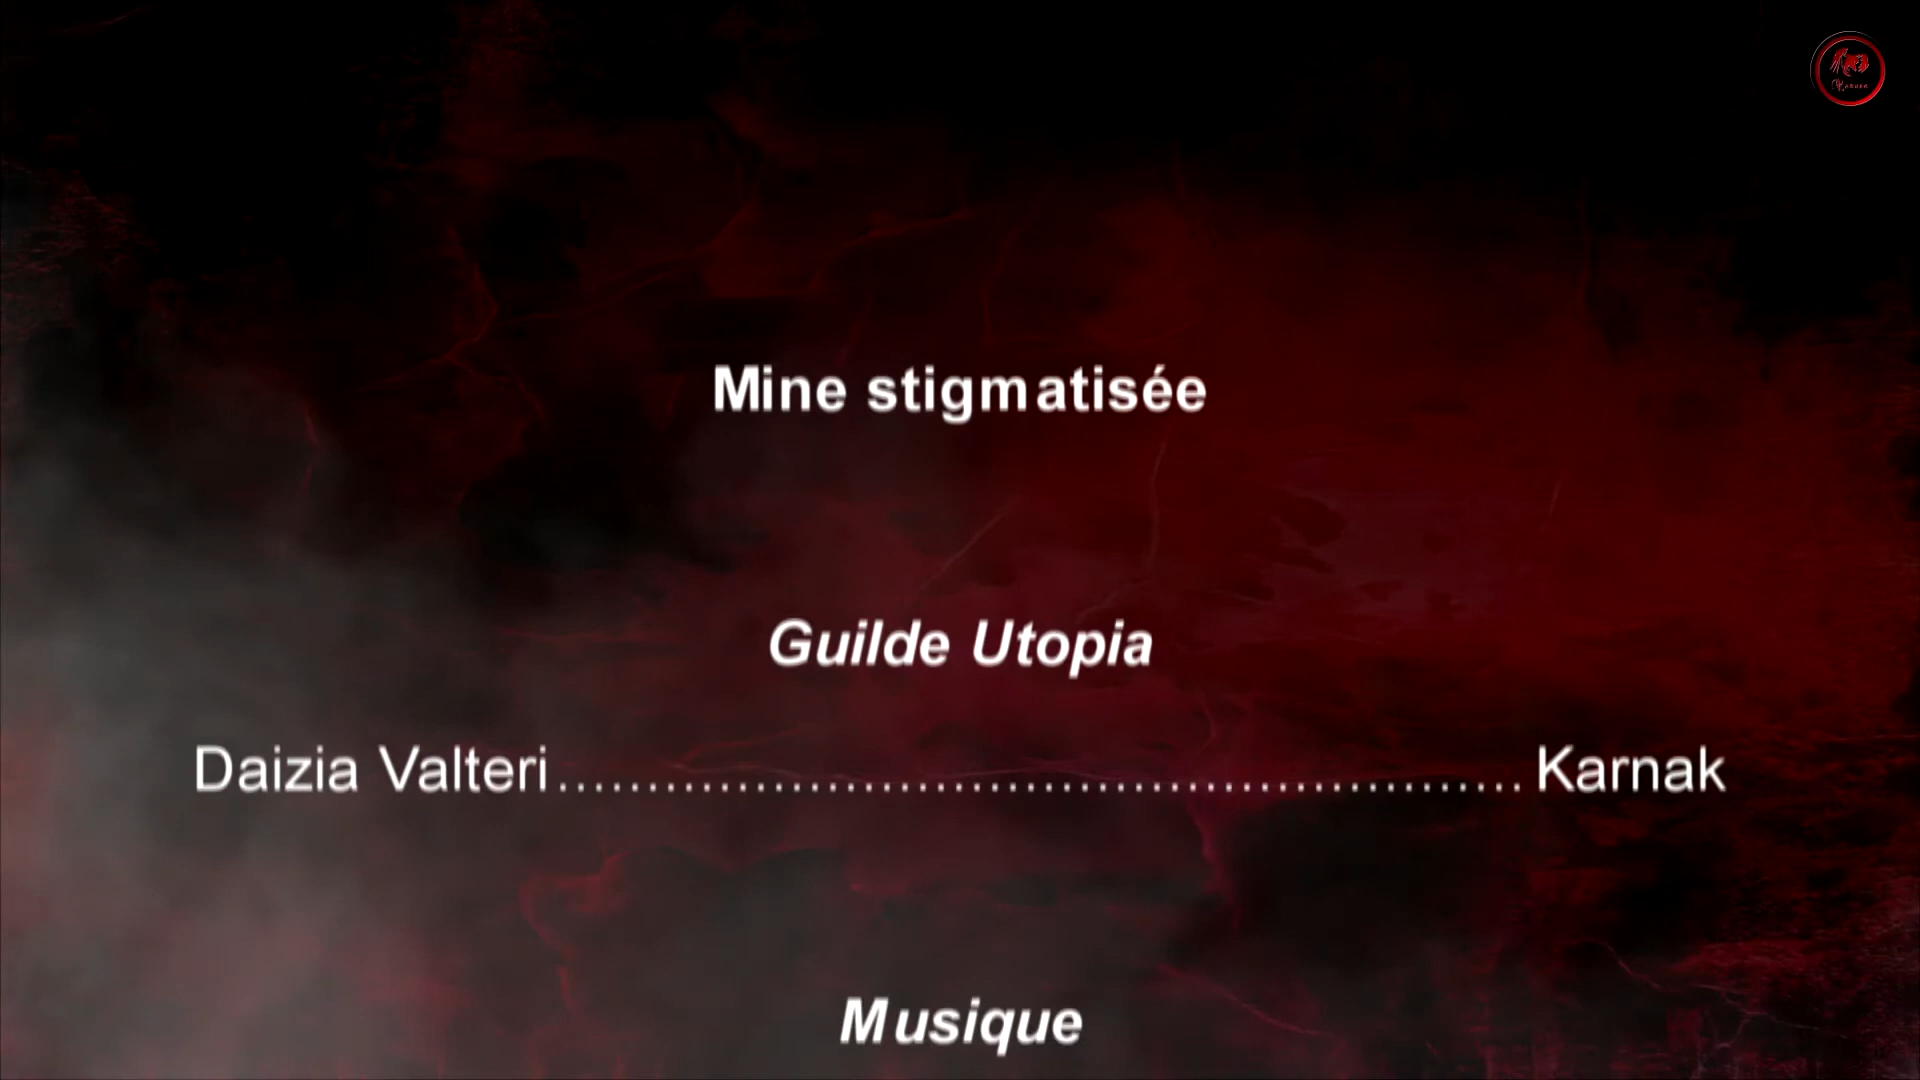 Mine stigmatisée
Guilde Utopia
Daizia Valteri......................................................Karnak
Musique